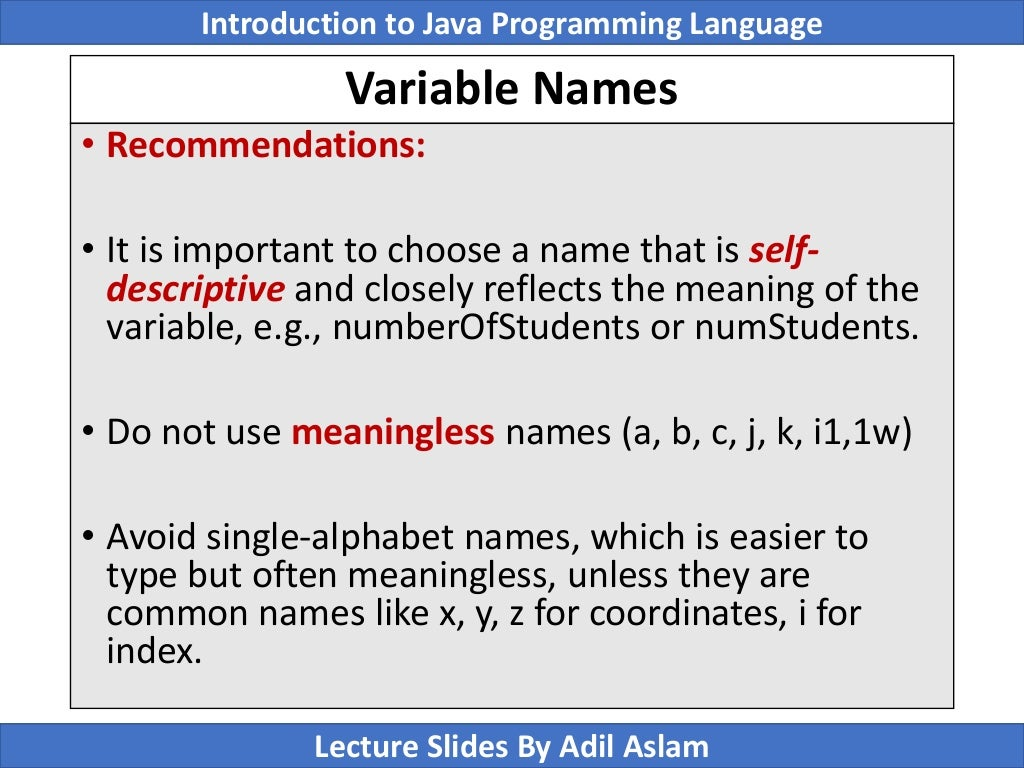 Introduction to Java Programming Language
Variable Names
• Recommendations:
• It is important to choose a name that is self-
descriptive and closely reflects the meaning of the
variable, e.g., numberOfStudents or numStudents.
• Do not use meaningless names (a, b, c, j, k, i1,1w)
• Avoid single-alphabet names, which is easier to
type but often meaningless, unless they are
common names like x, y, z for coordinates, i for
index.
Lecture Slides By Adil Aslam